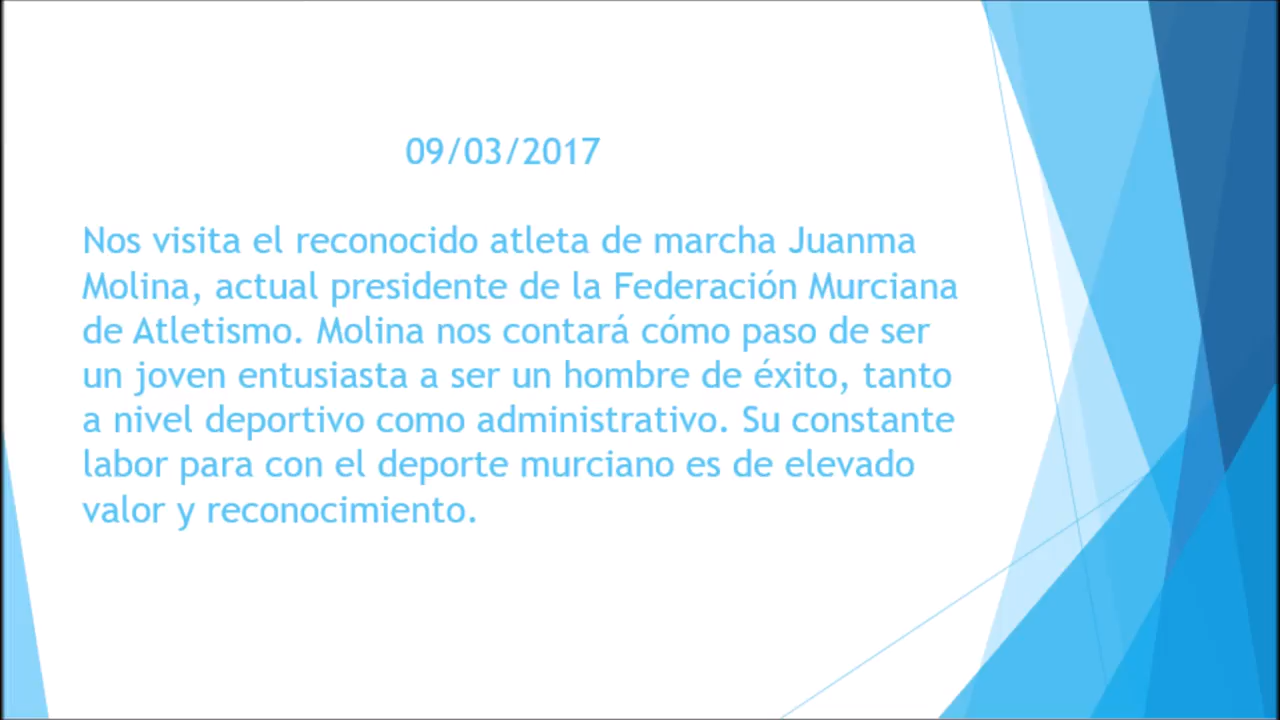 09/03/2017
Nos visita el reconocido atleta de marcha Juanma
Molina, actual presidente de la Federación Murciana
de Atletismo. Molina nos contará cómo paso de ser
un joven entusiasta a ser un hombre de éxito, tanto
a nivel deportivo como administrativo. Su constante
labor para con el deporte murciano es de elevado
valor y reconocimiento.